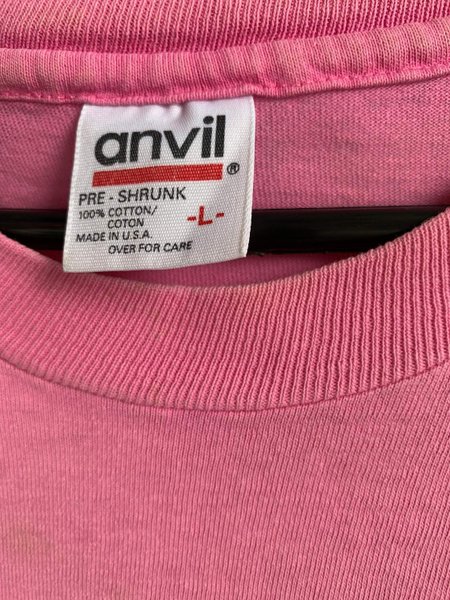 anvil®
PRE - SHRUNK
100% COTTON/
COTON
-L-
MADE IN U.S.A.
OVER FOR CARE